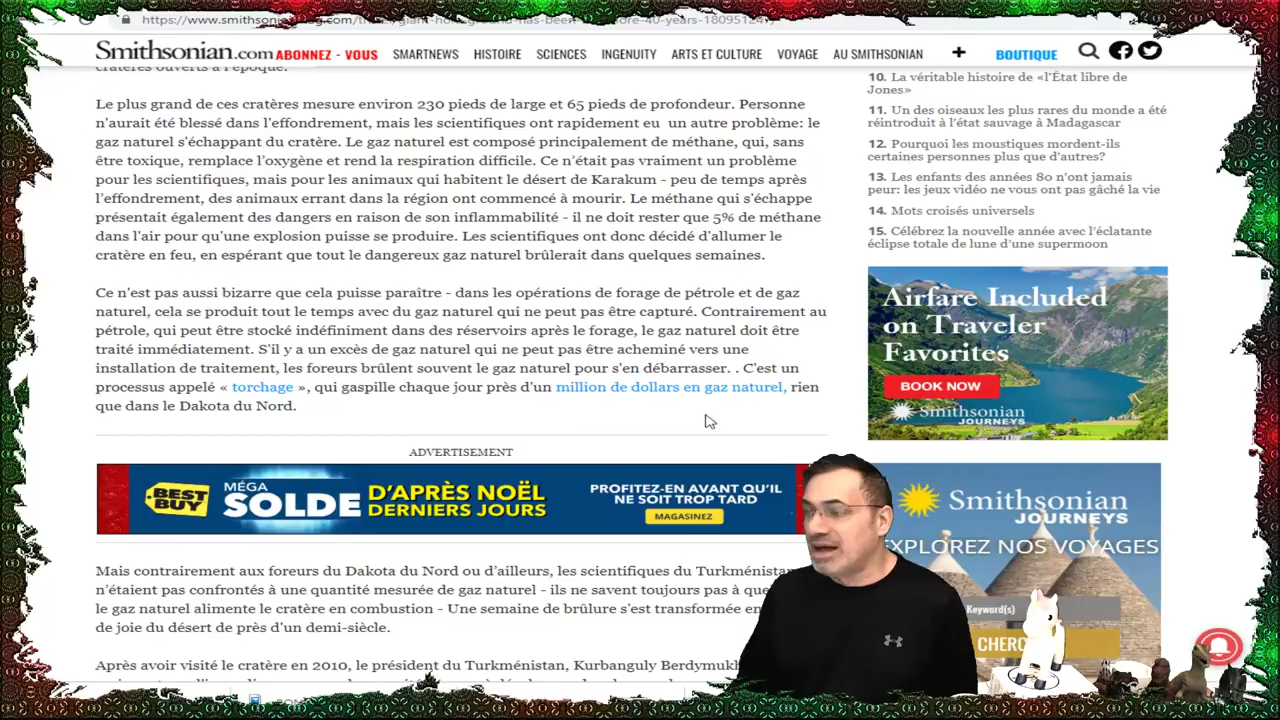 https://www.smithsonianmag.com/
Smithsonian.com ABONNEZ - VOUS SMARTNEWS HISTOIRE SCIENCES INGENUITY ARTS ET CULTURE VOYAGE AU SMITHSONIAN + BOUTIQUE
cratères ouverts à l'époque.
Le plus grand de ces cratères mesure environ 230 pieds de large et 65 pieds de profondeur. Personne
n'aurait été blessé dans l'effondrement, mais les scientifiques ont rapidement eu un autre problème: le
gaz naturel s'échappant du cratère. Le gaz naturel est composé principalement de méthane, qui, sans
être toxique, remplace l'oxygène et rend la respiration difficile. Ce n'était pas vraiment un problème
pour les scientifiques, mais pour les animaux qui habitent le désert de Karakum - peu de temps après
l'effondrement, des animaux errant dans la région ont commencé à mourir. Le méthane qui s'échappe
présentait également des dangers en raison de son inflammabilité - il ne doit rester que 5% de méthane
dans l'air pour qu'une explosion puisse se produire. Les scientifiques ont donc décidé d'allumer le
cratère en feu, en espérant que tout le dangereux gaz naturel brûlerait dans quelques semaines.
Ce n'est pas aussi bizarre que cela puisse paraître - dans les opérations de forage de pétrole et de gaz
naturel, cela se produit tout le temps avec du gaz naturel qui ne peut pas être capturé. Contrairement au
pétrole, qui peut être stocké indéfiniment dans des réservoirs après le forage, le gaz naturel doit être
traité immédiatement. S'il y a un excès de gaz naturel qui ne peut pas être acheminé vers une
installation de traitement, les foreurs brûlent souvent le gaz naturel pour s'en débarrasser. . C'est un
processus appelé « torchage », qui gaspille chaque jour près d'un million de dollars en gaz naturel, rien
que dans le Dakota du Nord.
ADVERTISEMENT
BEST BUY
MÉGA
SOLDE
D'APRÈS NOËL
DERNIERS JOURS
PROFITEZ-EN AVANT QU'IL
NE SOIT TROP TARD
MAGASINEZ
Mais contrairement aux foreurs du Dakota du Nord ou d'ailleurs, les scientifiques du Turkménistan
n'étaient pas confrontés à une quantité mesurée de gaz naturel - ils ne savent toujours pas à
le gaz naturel alimente le cratère en combustion - Une semaine de brûlure s'est transformée en
de joie du désert de près d'un demi-siècle.
Après avoir visité le cratère en 2010, le président du Turkménistan, Kurbanguly
10. La véritable histoire de «l'État libre de
Jones»
11. Un des oiseaux les plus rares du monde a été
réintroduit à l'état sauvage à Madagascar
12. Pourquoi les moustiques mordent-ils
certaines personnes plus que d'autres?
13. Les enfants des années 80 n'ont jamais
peur: les jeux vidéo ne vous ont pas gâché la vie
14. Mots croisés universels
15. Célébrez la nouvelle année avec l'éclatante
éclipse totale de lune d'une supermoon
Airfare Included
on Traveler
Favorites
BOOK NOW
Smithsonian
JOURNEYS
Smithsonian
JOURNEYS
EXPLOREZ NOS VOYAGES
Keyword(s)